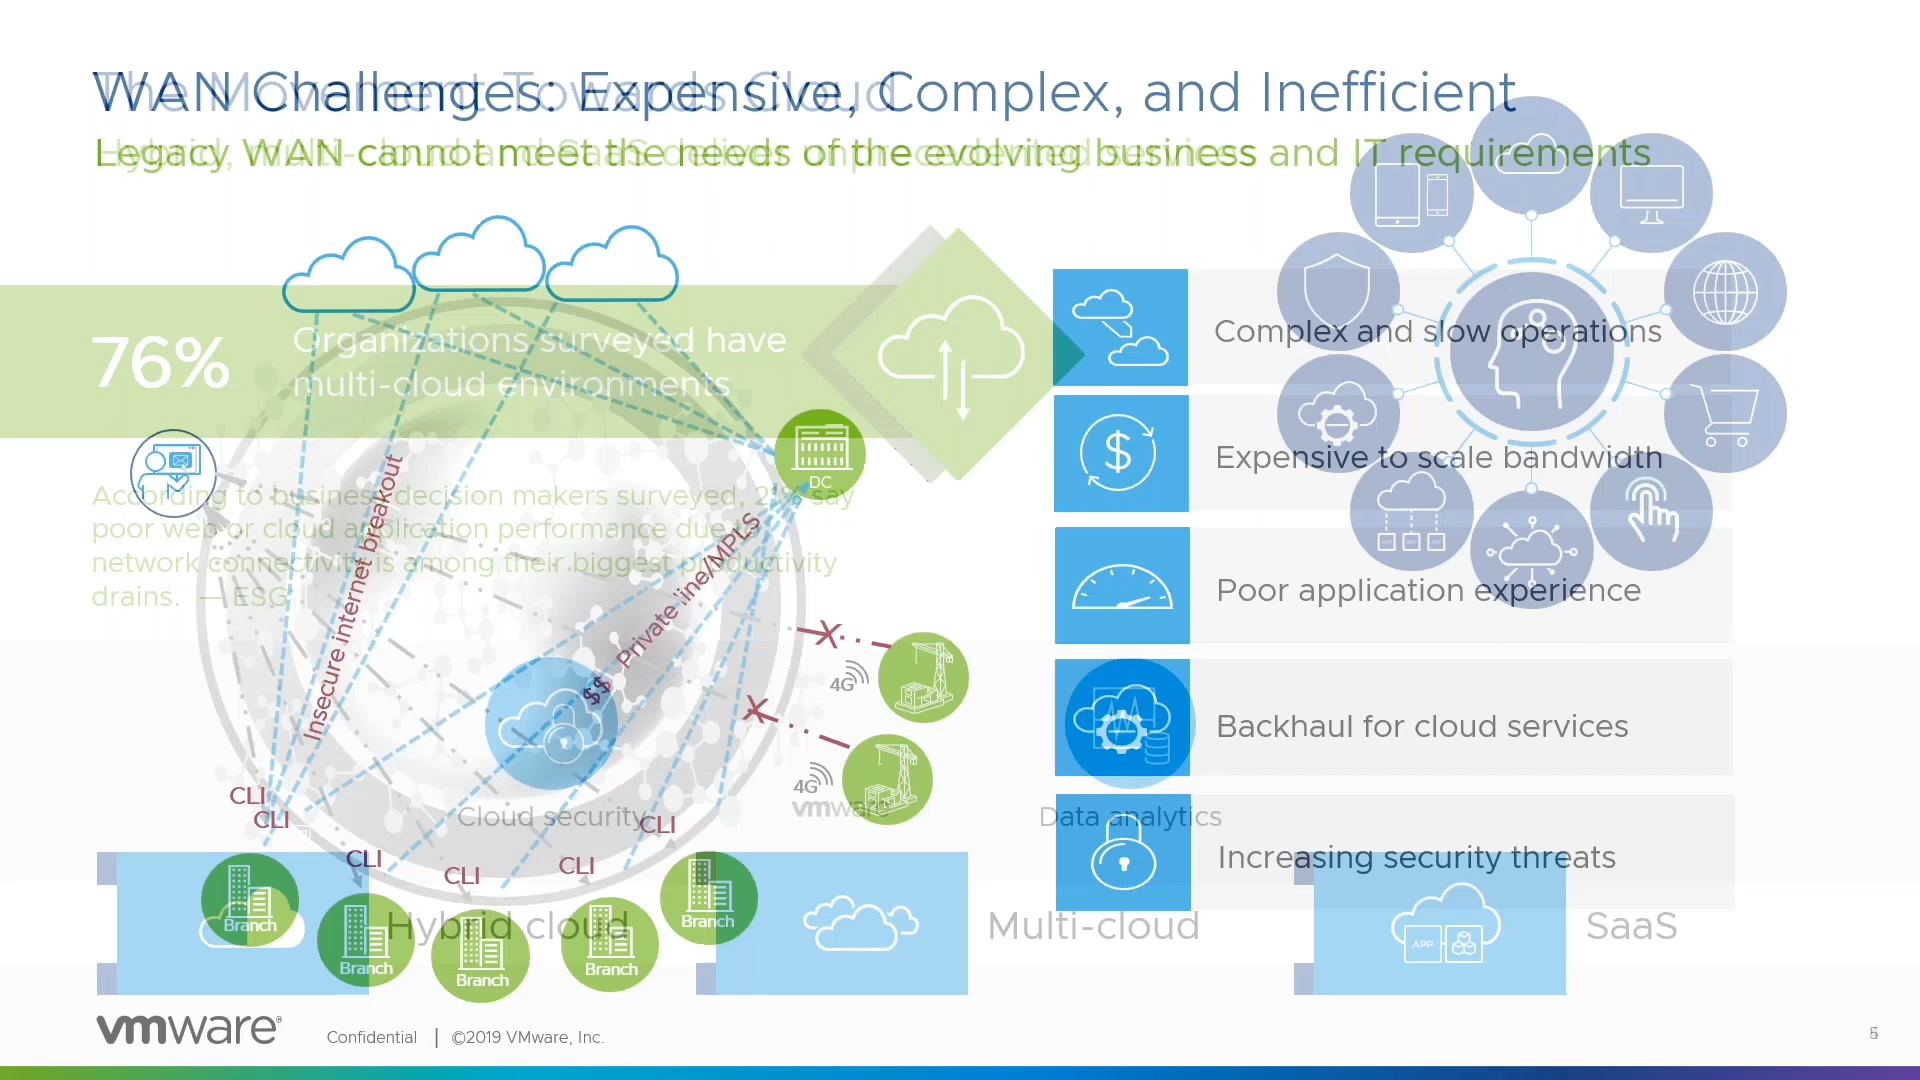 WAN Challenges: Expensive, Complex, and Inefficient
The Movement Towards Cloud
Legacy WAN cannot meet the needs of the evolving business and IT requirements
76%
Organizations surveyed have
multi-cloud environments
DC
According to business decision makers surveyed, say
poor web or cloud application performance due to
network connectivity is among their biggest productivity
drains. — ESG
Insecure internet breakout
$$ Private line/MPLS
4G
4G
vmware
CLI
CLI
CLI
CLI
CLI
CLI
Cloud security
Data analytics
Complex and slow operations
Expensive to scale bandwidth
Poor application experience
Backhaul for cloud services
Increasing security threats
Branch
Branch
Branch
Branch
Branch
Hybrid cloud
Multi-cloud
APP
SaaS
vmware®
Confidential | ©2019 VMware, Inc.